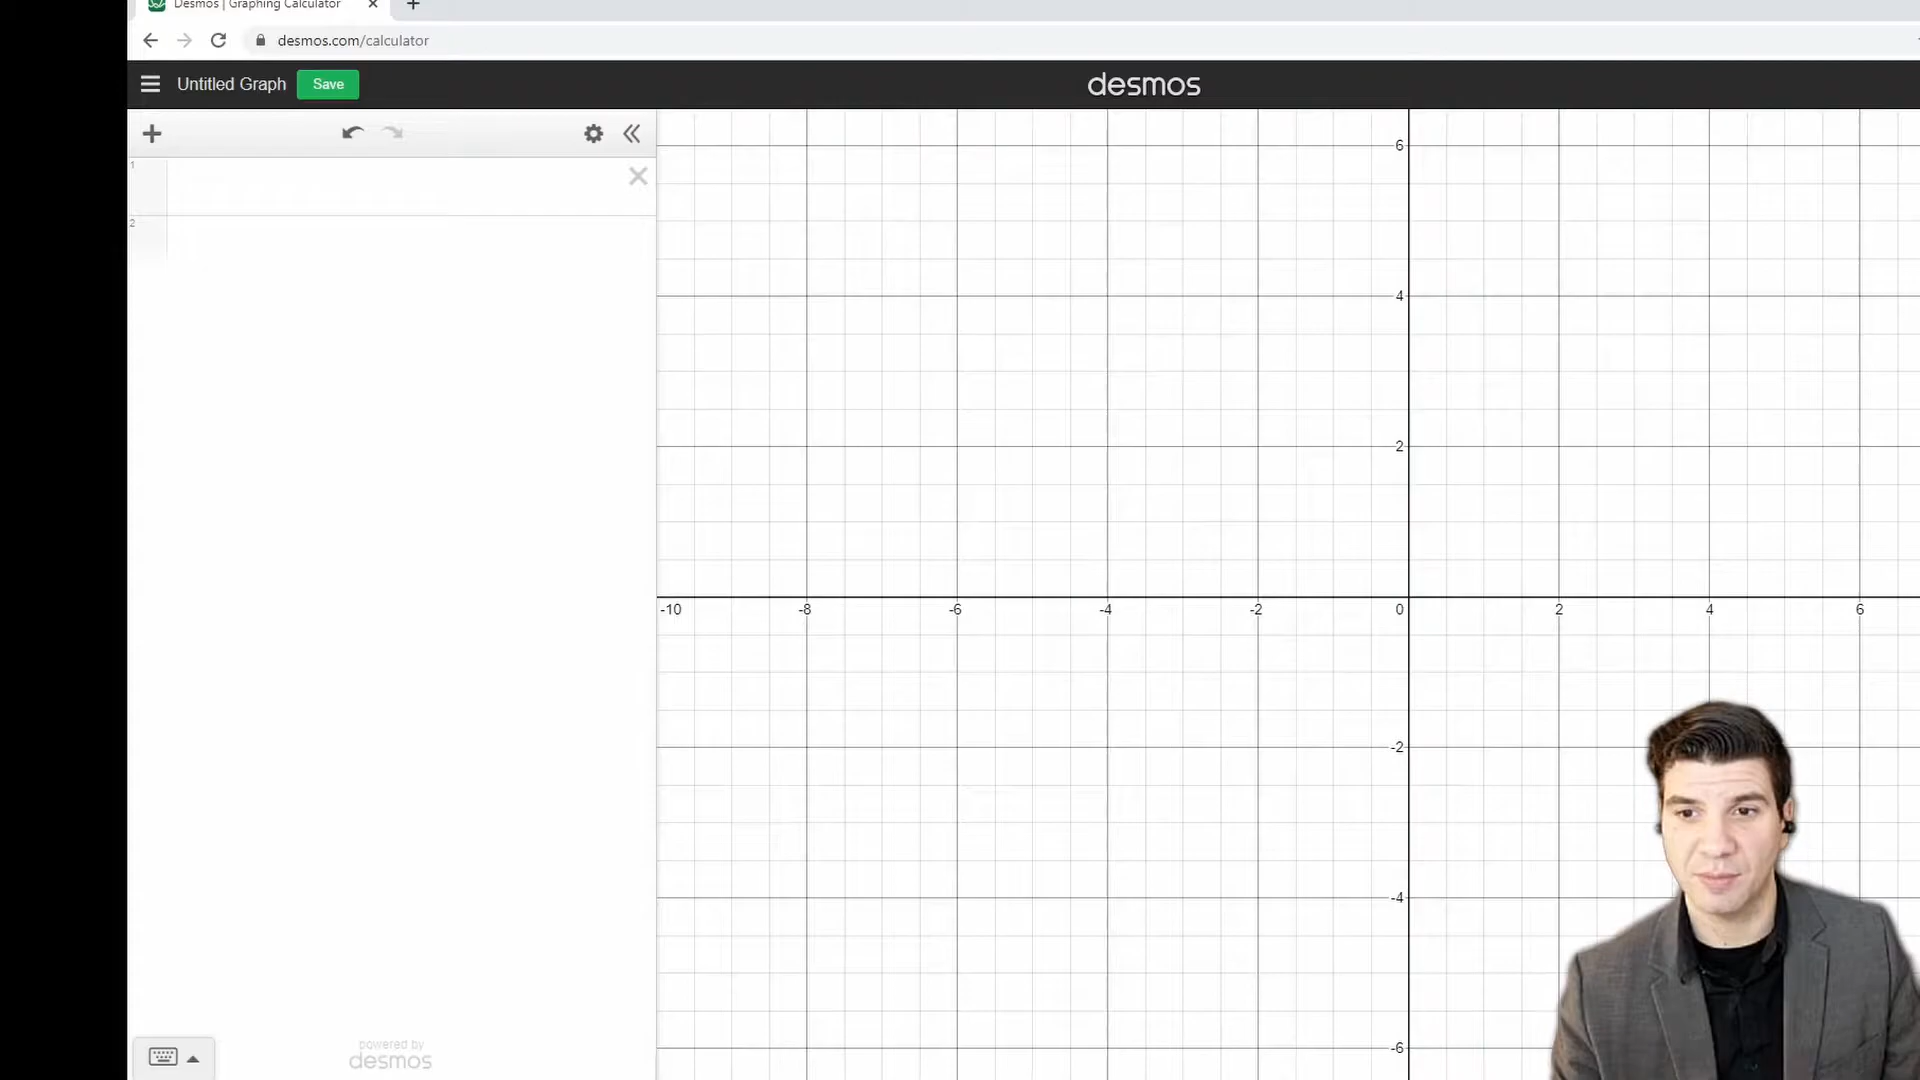 Desmos | Graphing Calculator
desmos.com/calculator
Untitled Graph Save desmos
1
2
6
4
2
-10 -8 -6 -4 -2 0 2 4 6
-2
-4
-6
powered by
desmos